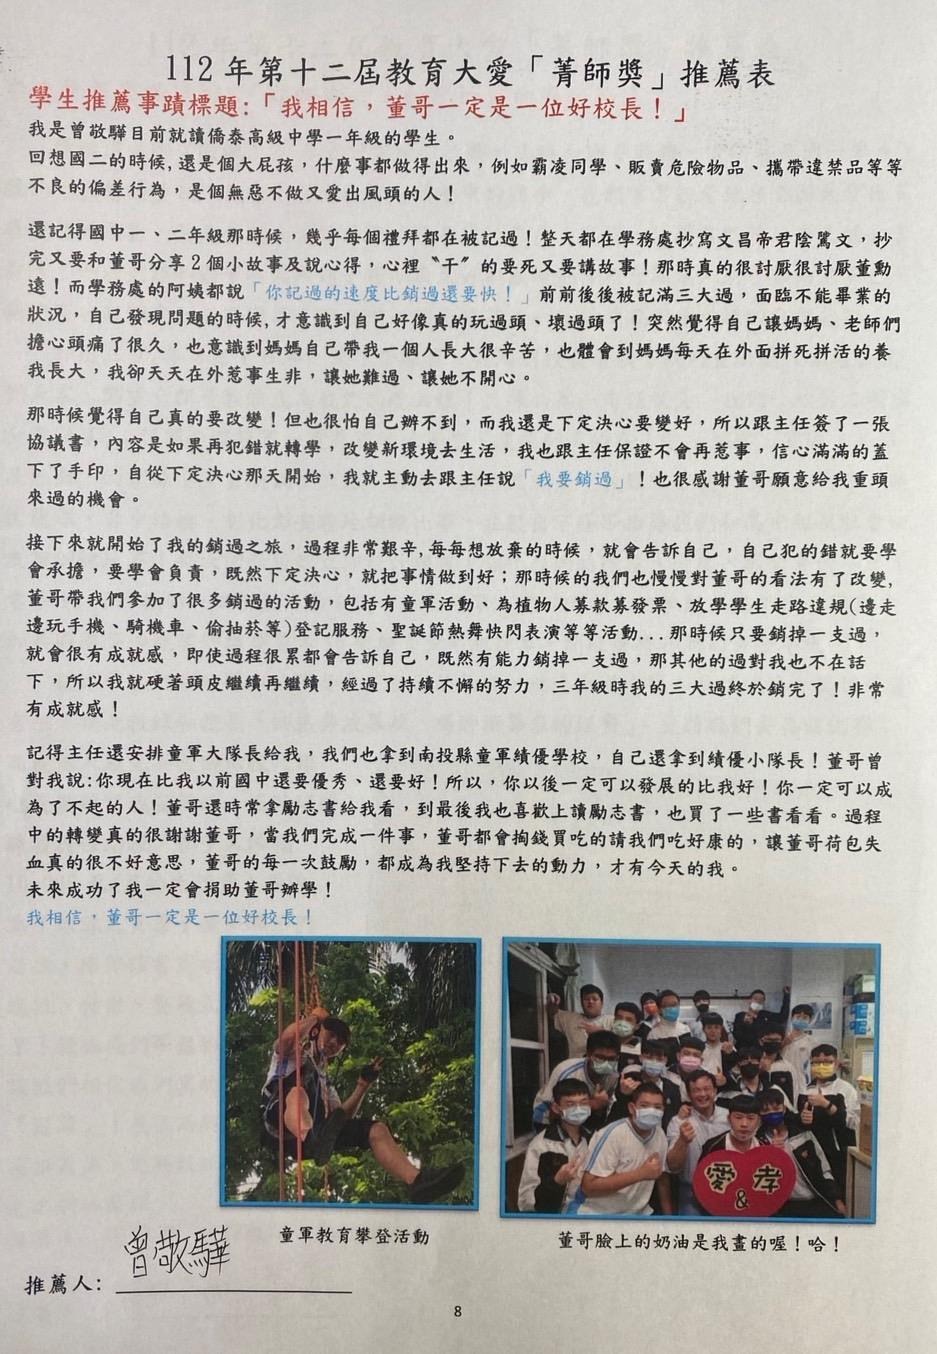 112年第十二屆教育大愛「菁師獎」推薦表
學生推薦事蹟標題:「我相信，董哥一定是一位好校長！」
我是曾敬驊目前就讀僑泰高級中學一年級的學生。
回想國二的時候,還是個大屁孩，什麼事都做得出來，例如霸凌同學、販賣危險物品、攜帶違禁品等等
不良的偏差行為，是個無惡不做又愛出風頭的人！
還記得國中一、二年級那時候，幾乎每個禮拜都在被記過！整天都在學務處抄寫文昌帝君陰騭文，抄
完又要和董哥分享2個小故事及說心得，心裡〝干〞的要死又要講故事！那時真的很討厭很討厭董勳
遠！而學務處的阿姨都說「你記過的速度比銷過還要快！」前前後後被記滿三大過，面臨不能畢業的
狀況，自己發現問題的時候,才意識到自己好像真的玩過頭、壞過頭了！突然覺得自己讓媽媽、老師們
擔心頭痛了很久，也意識到媽媽自己帶我一個人長大很辛苦，也體會到媽媽每天在外面拼死拼活的養
我長大，我卻天天在外惹事生非，讓她難過、讓她不開心。
那時候覺得自己真的要改變！但也很怕自己辦不到，而我還是下定決心要變好，所以跟主任簽了一張
協議書，內容是如果再犯錯就轉學，改變新環境去生活，我也跟主任保證不會再惹事，信心滿滿的蓋
下了手印，自從下定決心那天開始，我就主動去跟主任說「我要銷過」！也很感謝董哥願意給我重頭
來過的機會。
接下來就開始了我的銷過之旅，過程非常艱辛,每每想放棄的時候，就會告訴自己，自己犯的錯就要學
會承擔，要學會負責，既然下定決心，就把事情做到好；那時候的我們也慢慢對董哥的看法有了改變,
董哥帶我們參加了很多銷過的活動，包括有童軍活動、為植物人募款募發票、放學學生走路違規(邊走
邊玩手機、騎機車、偷抽菸等)登記服務、聖誕節熱舞快閃表演等等活動...那時候只要銷掉一支過，
就會很有成就感，即使過程很累都會告訴自己，既然有能力銷掉一支過，那其他的過對我也不在話
下，所以我就硬著頭皮繼續再繼續，經過了持續不懈的努力，三年級時我的三大過終於銷完了！非常
有成就感！
記得主任還安排童軍大隊長給我，我們也拿到南投縣童軍績優學校，自己還拿到績優小隊長！董哥曾
對我說:你現在比我以前國中還要優秀、還要好！所以，你以後一定可以發展的比我好！你一定可以成
為了不起的人！董哥還時常拿勵志書給我看，到最後我也喜歡上讀勵志書，也買了一些書看看。過程
中的轉變真的很謝謝董哥，當我們完成一件事，董哥都會掏錢買吃的請我們吃好康的，讓董哥荷包失
血真的很不好意思，董哥的每一次鼓勵，都成為我堅持下去的動力，才有今天的我。
未來成功了我一定會捐助董哥辦學！
我相信，董哥一定是一位好校長！
愛&孝
童軍教育攀登活動
董哥臉上的奶油是我畫的喔！哈！
推薦人:曾敬驊
8